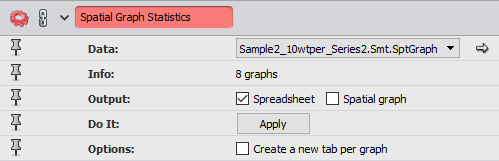 Spatial Graph Statistics
Data: Sample2_10wtper_Series2.Smt.SptGraph
Info: 8 graphs
Output: Spreadsheet Spatial graph
Do It: Apply
Options: Create a new tab per graph